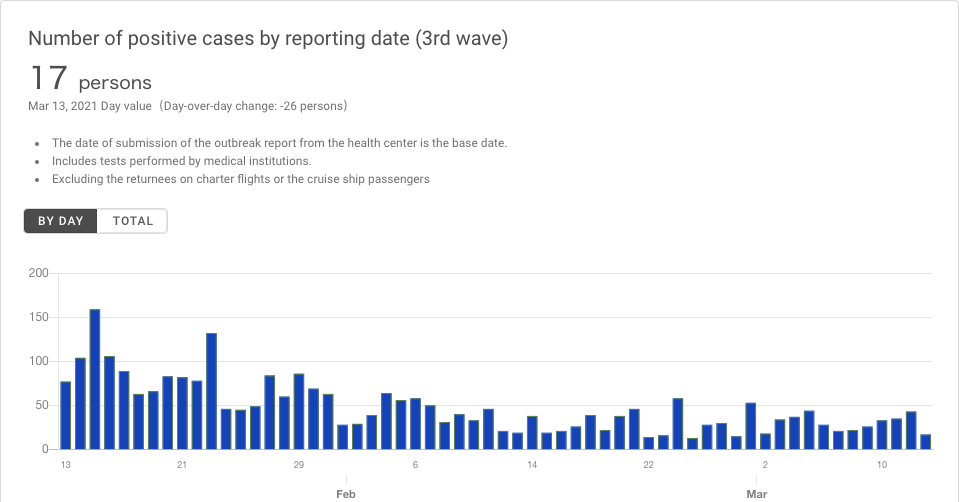 Number of positive cases by reporting date (3rd wave)
17 persons
Mar 13, 2021 Day value（Day-over-day change: -26 persons）
• The date of submission of the outbreak report from the health center is the base date.
• Includes tests performed by medical institutions.
• Excluding the returnees on charter flights or the cruise ship passengers
BY DAY TOTAL
200
150
100
50
0
13 21 29 6 14 22 2 10
Feb Mar